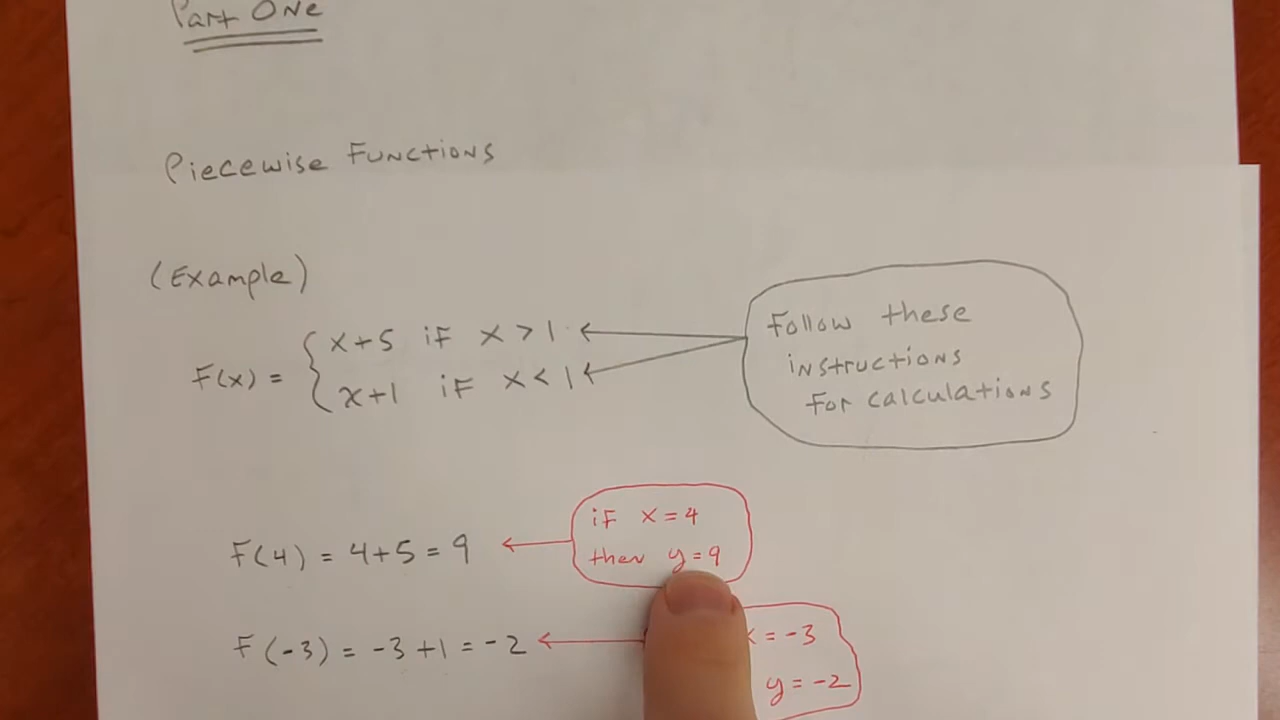 Part One
Piecewise Functions
(Example)
F(x) = { x+5 if x > 1
x+1 if x < 1
Follow these
instructions
for calculations
F(4) = 4+5 = 9
if x = 4
then y = 9
F(-3) = -3+1 = -2
x = -3
y = -2